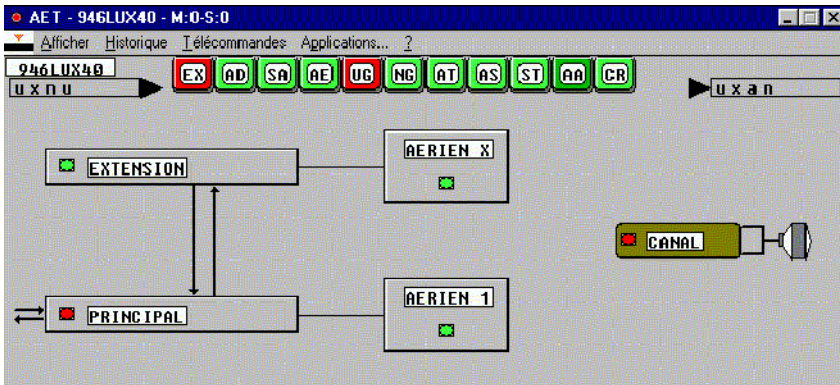 AET - 946LUX40 - M:0-S:0
Afficher Historique Télécommandes Applications... ?
946LUX40
uxnu
EX AD SA AE UG NG AT AS ST AA CR
uxan
AERIEN X
EXTENSION
CANAL
AERIEN 1
PRINCIPAL